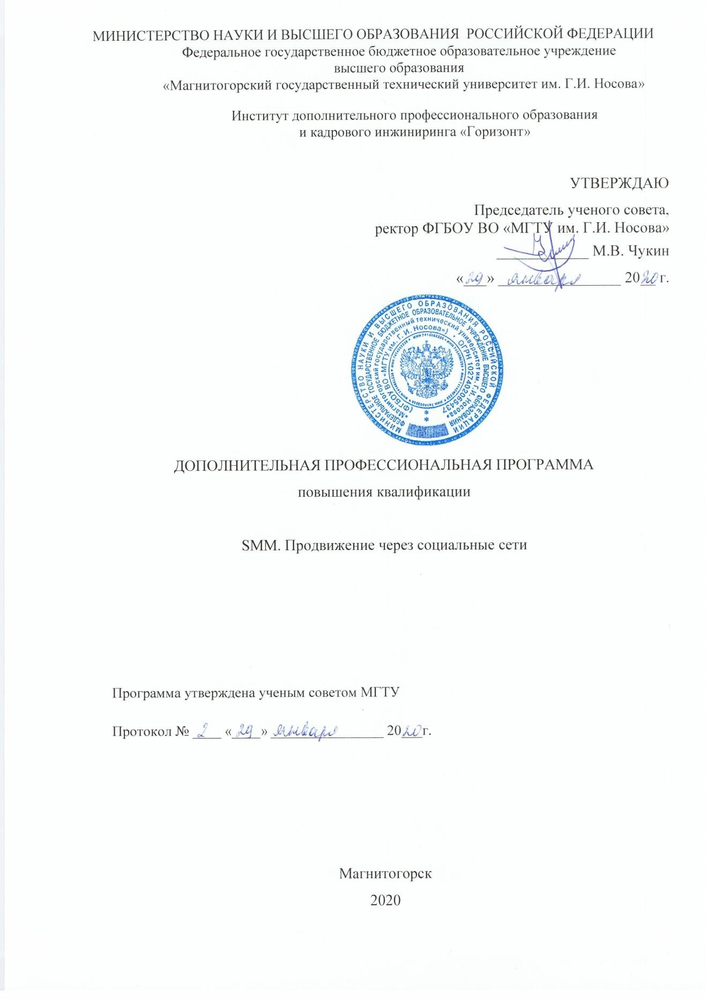 МИНИСТЕРСТВО НАУКИ И ВЫСШЕГО ОБРАЗОВАНИЯ РОССИЙСКОЙ ФЕДЕРАЦИИ
Федеральное государственное бюджетное образовательное учреждение
высшего образования
«Магнитогорский государственный технический университет им. Г.И. Носова»
Институт дополнительного профессионального образования
и кадрового инжиниринга «Горизонт»
УТВЕРЖДАЮ
Председатель ученого совета,
ректор ФГБОУ ВО «МГТУ им. Г.И. Носова»
М.В. Чукин
«29» января 2020 г.
МИНИСТЕРСТВО НАУКИ И ВЫСШЕГО ОБРАЗОВАНИЯ РОССИЙСКОЙ ФЕДЕРАЦИИ
ФЕДЕРАЛЬНОЕ ГОСУДАРСТВЕННОЕ БЮДЖЕТНОЕ ОБРАЗОВАТЕЛЬНОЕ УЧРЕЖДЕНИЕ ВЫСШЕГО ОБРАЗОВАНИЯ
«Магнитогорский государственный технический университет им. Г.И. Носова»
(ФГБОУ ВО «МГТУ им. Г. И. Носова») • ОГРН 1027402065437
ДОПОЛНИТЕЛЬНАЯ ПРОФЕССИОНАЛЬНАЯ ПРОГРАММА
повышения квалификации
SMM. Продвижение через социальные сети
Программа утверждена ученым советом МГТУ
Протокол № 2 «29» января 2020 г.
Магнитогорск
2020